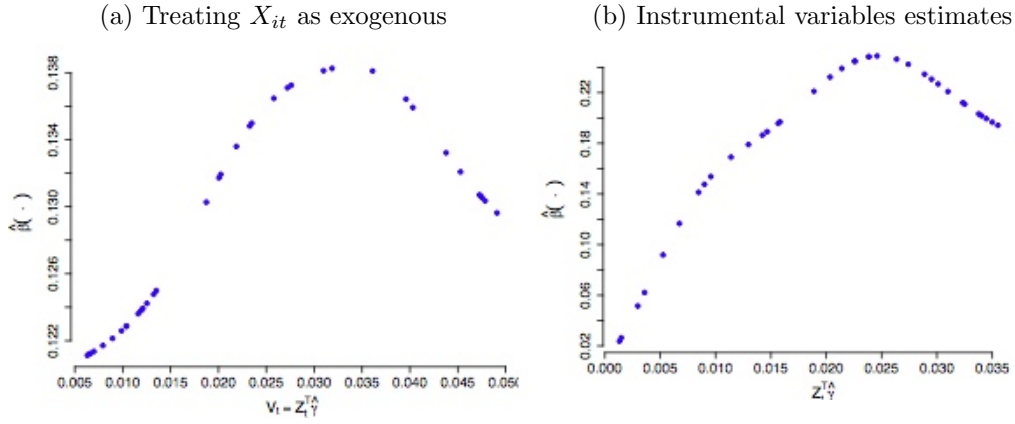 (a) Treating X_it as exogenous
(b) Instrumental variables estimates
β̂( · )
0.138
0.134
0.130
0.126
0.122
0.005 0.010 0.015 0.020 0.025 0.030 0.035 0.040 0.045 0.050
V_t = Z_t^T γ̂
β̂( · )
0.22
0.18
0.14
0.10
0.06
0.02
0.000 0.005 0.010 0.015 0.020 0.025 0.030 0.035
Z_t^T γ̂